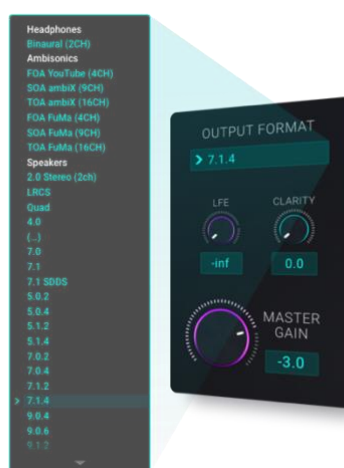 Headphones
Binaural (2CH)
Ambisonics
FOA YouTube (4CH)
SOA ambiX (9CH)
TOA ambiX (16CH)
FOA FuMa (4CH)
SOA FuMa (9CH)
TOA FuMa (16CH)
Speakers
2.0 Stereo (2ch)
LRCS
Quad
4.0
(...)
7.0
7.1
7.1 SDDS
5.0.2
5.0.4
5.1.2
5.1.4
7.0.2
7.0.4
7.1.2
> 7.1.4
9.0.4
9.0.6
9.1.2
OUTPUT FORMAT
> 7.1.4
LFE
CLARITY
-inf
0.0
MASTER
GAIN
-3.0